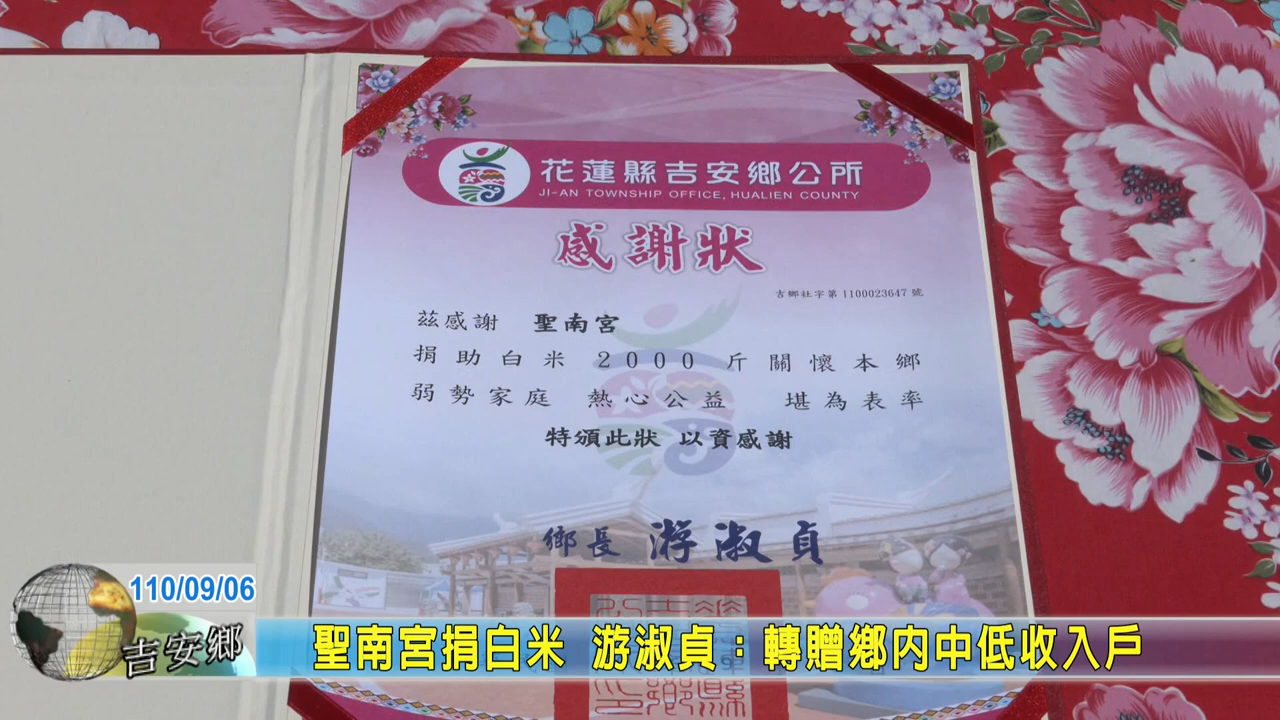 花蓮縣吉安鄉公所
JI-AN TOWNSHIP OFFICE, HUALIEN COUNTY
感謝狀
吉鄉社字第1100023647號
茲感謝 聖南宮
捐助白米2000斤關懷本鄉
弱勢家庭 熱心公益 堪為表率
特頒此狀 以資感謝
鄉長 游淑貞
110/09/06
吉安鄉
聖南宮捐白米 游淑貞：轉贈鄉內中低收入戶